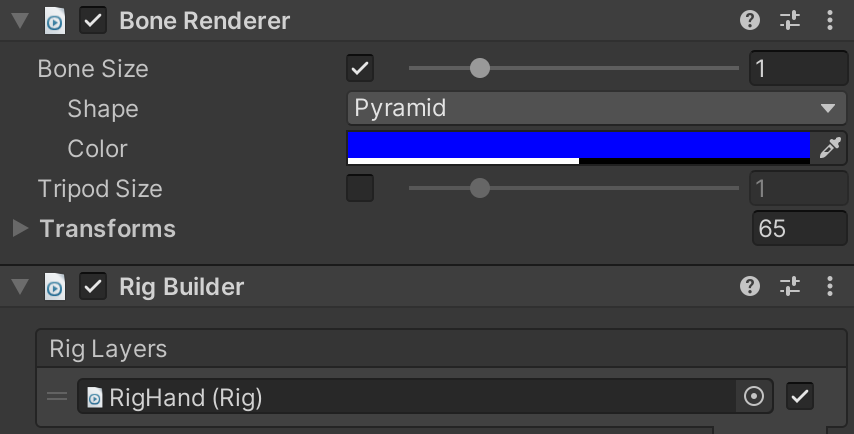 Bone Renderer
Bone Size 1
Shape Pyramid
Color
Tripod Size 1
Transforms 65
Rig Builder
Rig Layers
RigHand (Rig)